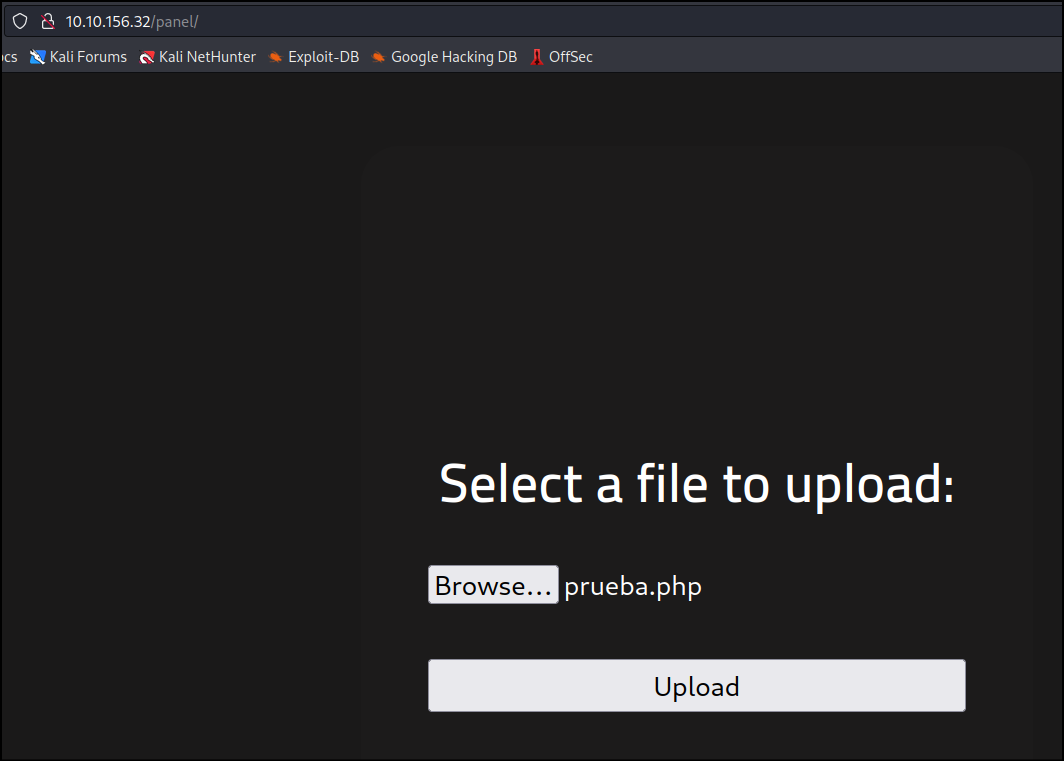 10.10.156.32/panel/
ocs Kali Forums Kali NetHunter Exploit-DB Google Hacking DB OffSec
Select a file to upload:
Browse... prueba.php
Upload